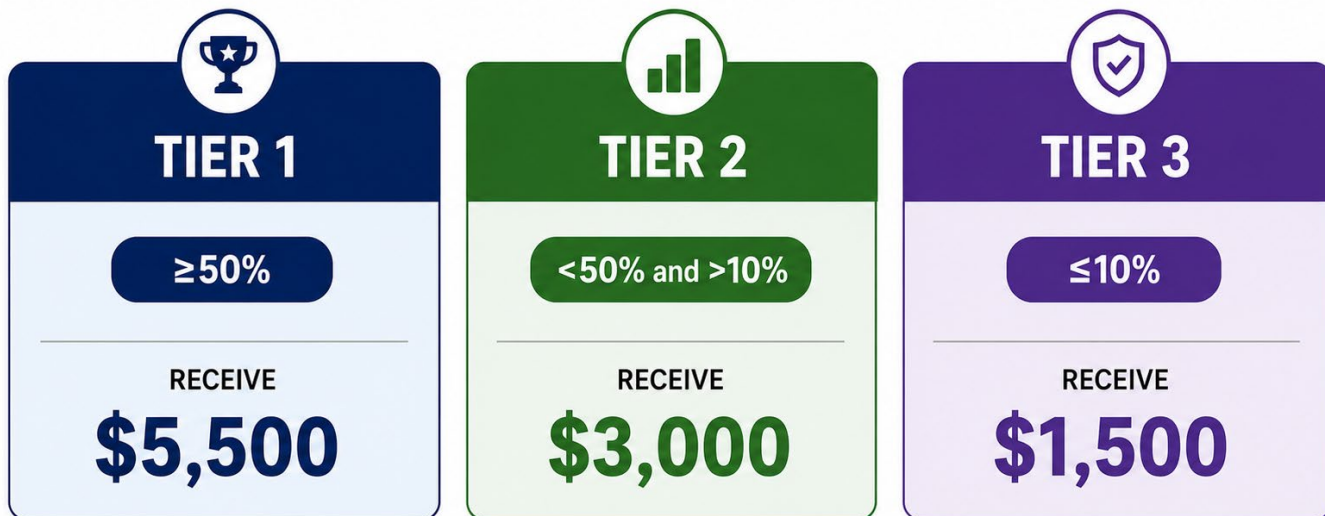 TIER 1
≥50%
RECEIVE
$5,500
TIER 2
<50% and >10%
RECEIVE
$3,000
TIER 3
≤10%
RECEIVE
$1,500